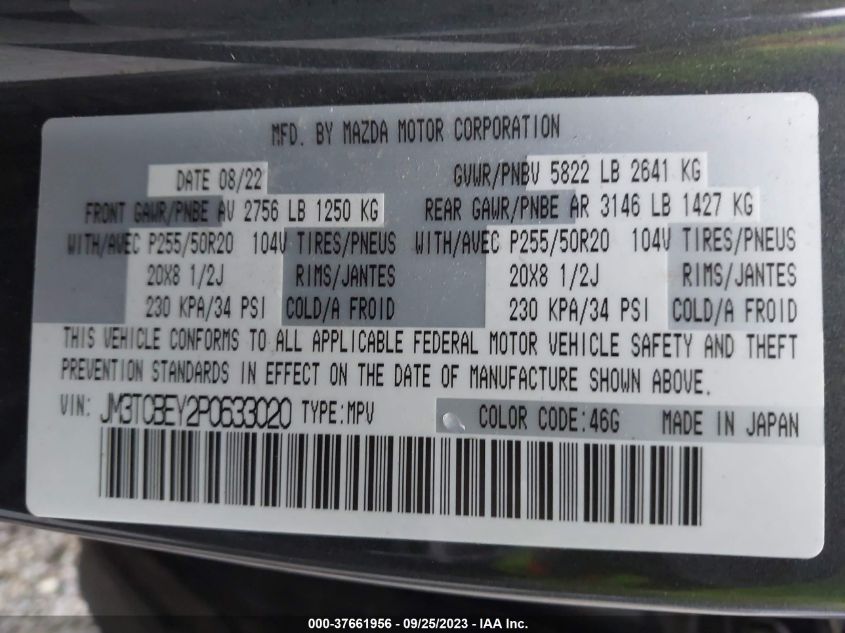 MFD. BY MAZDA MOTOR CORPORATION
DATE 08/22 GVWR/PNBV 5822 LB 2641 KG
FRONT GAWR/PNBE AV 2756 LB 1250 KG REAR GAWR/PNBE AR 3146 LB 1427 KG
WITH/AVEC P255/50R20 104V TIRES/PNEUS WITH/AVEC P255/50R20 104V TIRES/PNEUS
20X8 1/2J RIMS/JANTES 20X8 1/2J RIMS/JANTES
230 KPA/34 PSI COLD/A FROID 230 KPA/34 PSI COLD/A FROID
THIS VEHICLE CONFORMS TO ALL APPLICABLE FEDERAL MOTOR VEHICLE SAFETY AND THEFT
PREVENTION STANDARDS IN EFFECT ON THE DATE OF MANUFACTURE SHOWN ABOVE.
VIN: JM3TCBEY2P0633020 TYPE:MPV COLOR CODE:46G MADE IN JAPAN
000-37661956 - 09/25/2023 - IAA Inc.